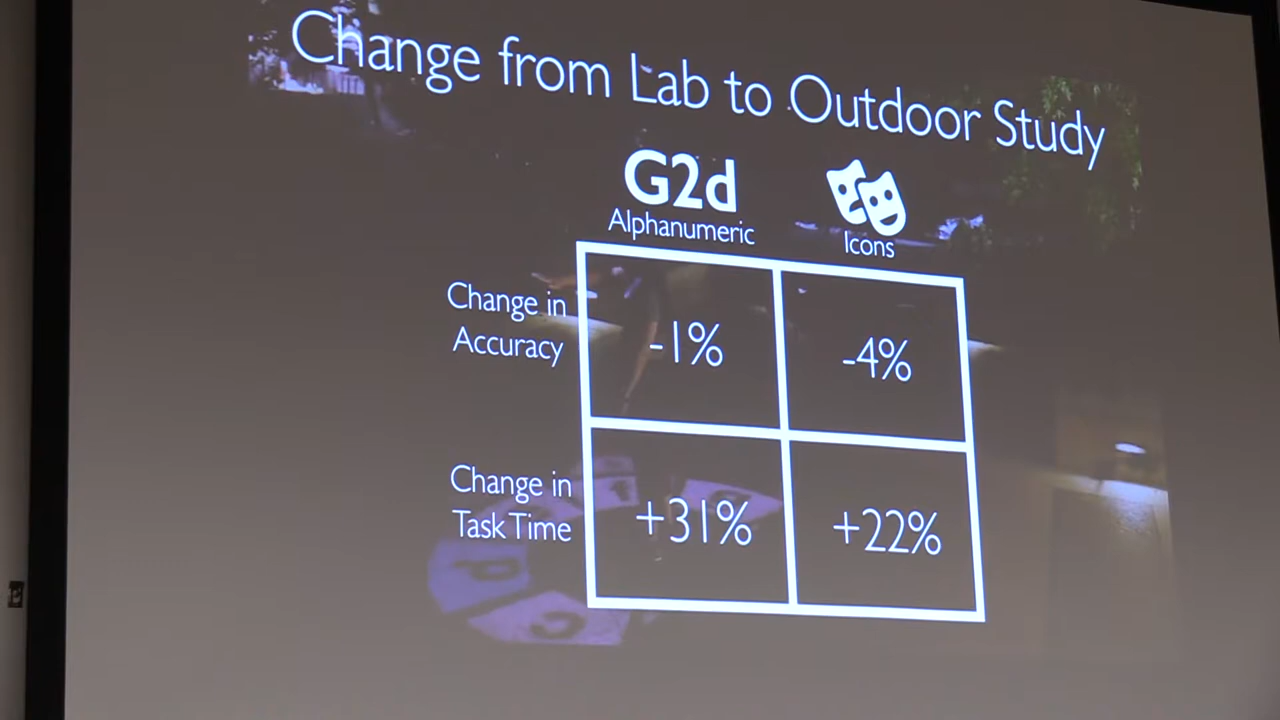 Change from Lab to Outdoor Study
G2d
Alphanumeric
Icons
Change in
Accuracy
-1%
-4%
Change in
Task Time
+31%
+22%